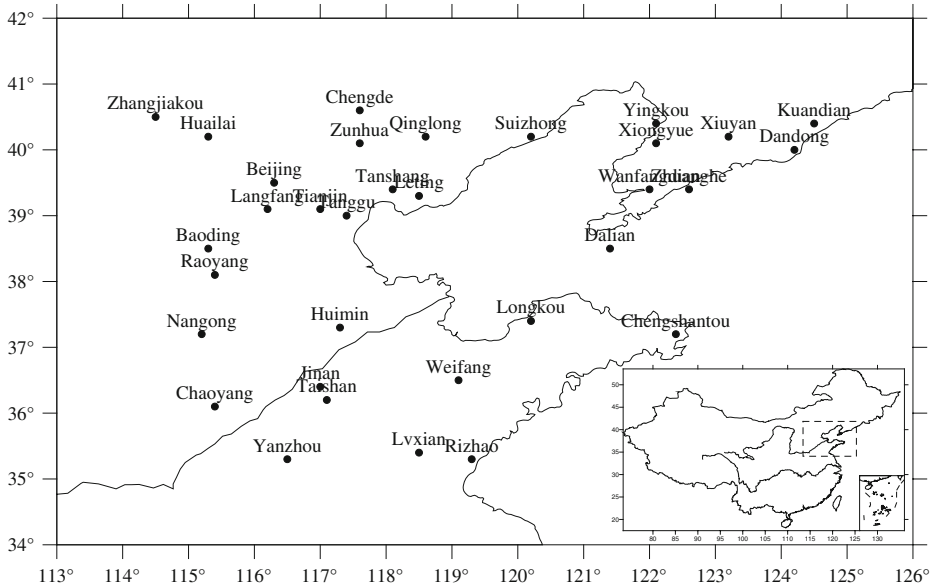 42°
41°
40°
39°
38°
37°
36°
35°
34°
113° 114° 115° 116° 117° 118° 119° 120° 121° 122° 123° 124° 125° 126°
Zhangjiakou
Huailai
Chengde
Zunhua
Qinglong
Suizhong
Yingkou
Xiongyue
Xiuyan
Kuandian
Dandong
Beijing
Langfang
Tianjin
Tanggu
Tanshang
Leting
Wanfangdian
Zhuanghe
Dalian
Baoding
Raoyang
Nangong
Huimin
Longkou
Chengshantou
Jinan
Taishan
Weifang
Chaoyang
Yanzhou
Lvxian
Rizhao
50
45
40
35
30
25
20
80 85 90 95 100 105 110 115 120 125 130